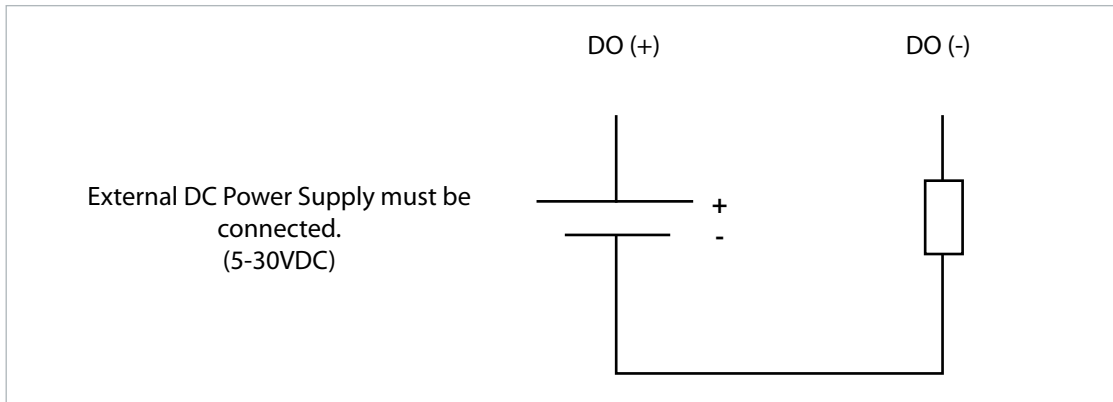 DO (+)
DO (-)
External DC Power Supply must be
connected.
(5-30VDC)
+
-